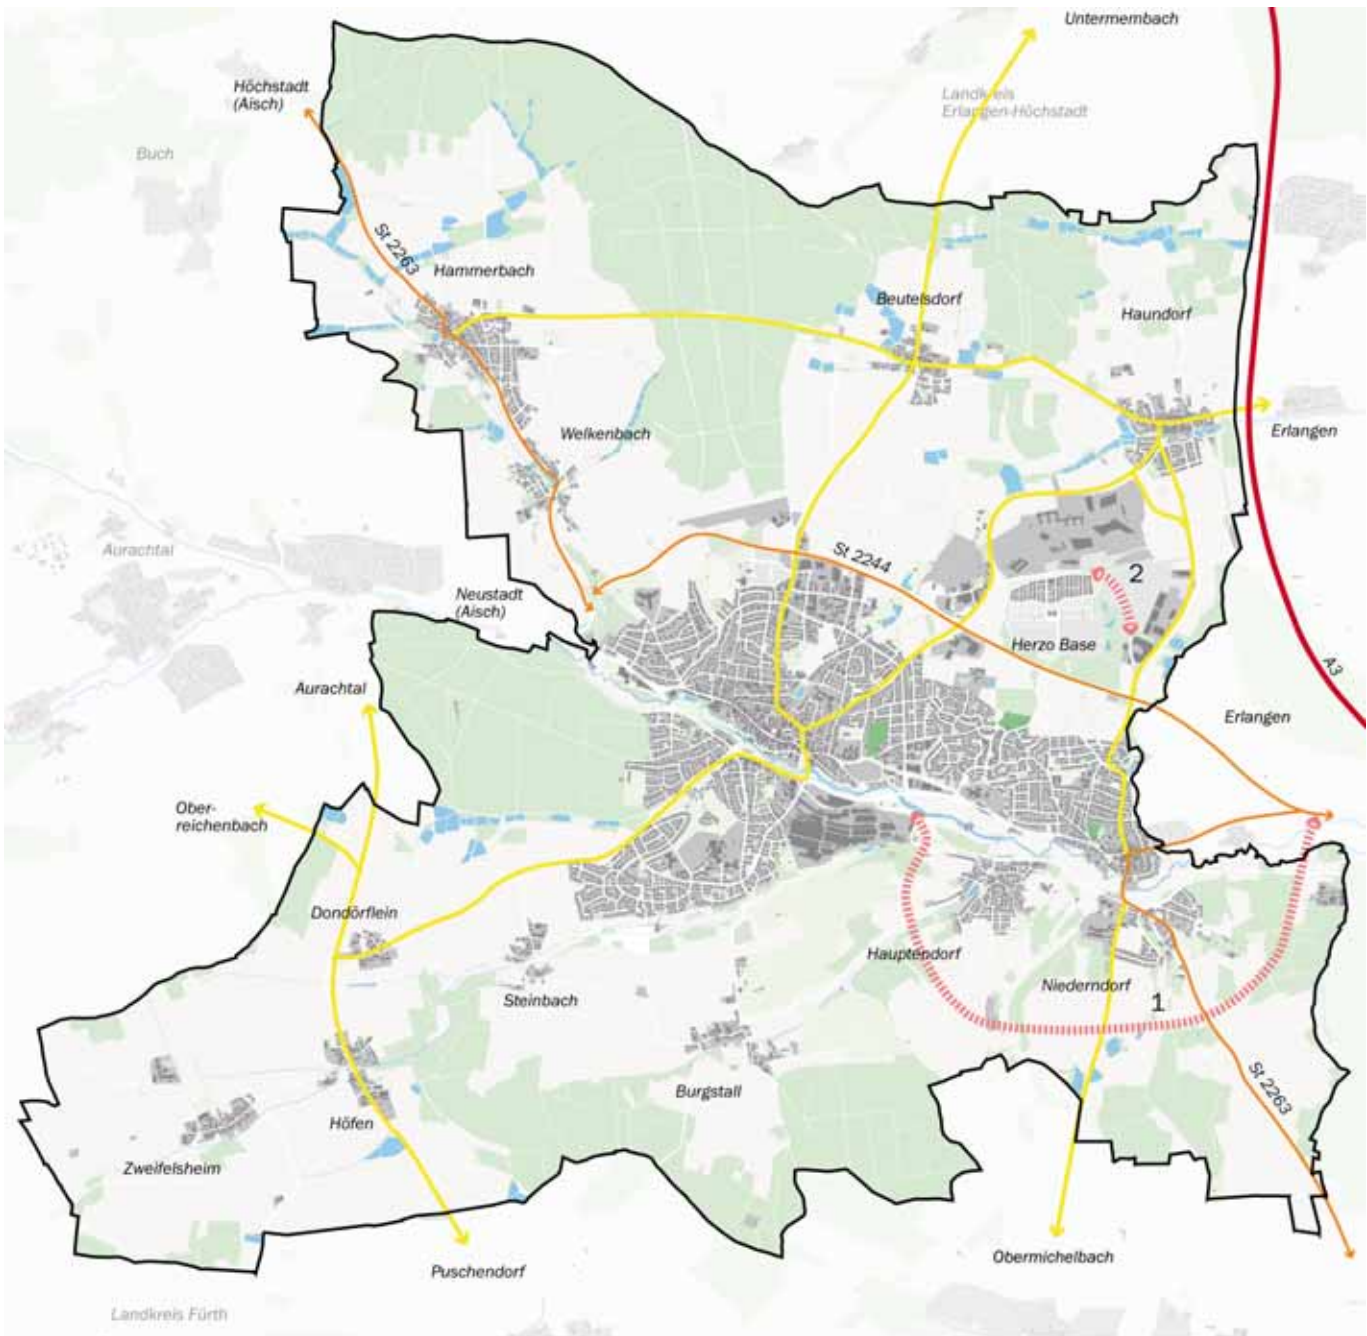 Untermembach
Höchstadt
(Aisch)
Landkreis
Erlangen-Höchstadt
Buch
St 2263
Hammerbach
Beutelsdorf
Haundorf
Welkenbach
Erlangen
Aurachtal
St 2244
Neustadt
(Aisch)
2
Herzo Base
A3
Aurachtal
Erlangen
Ober-
reichenbach
Dondörflein
Hauptendorf
Steinbach
Niederndorf
1
St 2263
Burgstall
Höfen
Zweifelsheim
Obermichelbach
Puschendorf
Landkreis Fürth